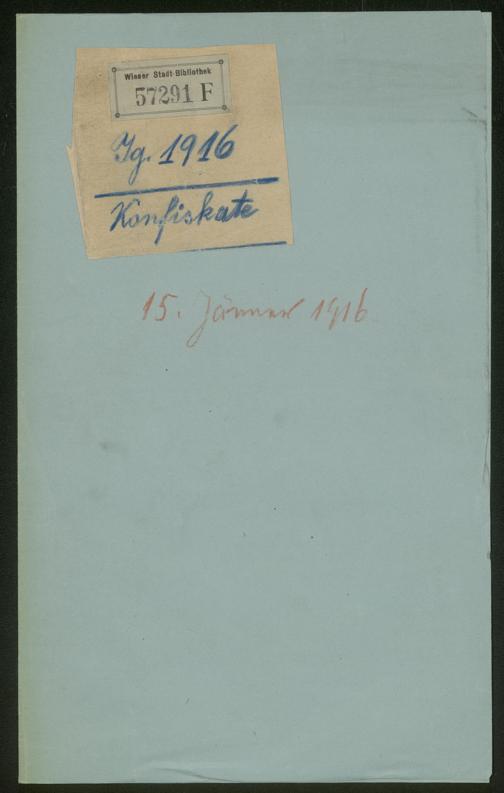 Wiener Stadt-Bibliothek
57291 F
Jg. 1916
Konfiskate
15. Jänner 1916